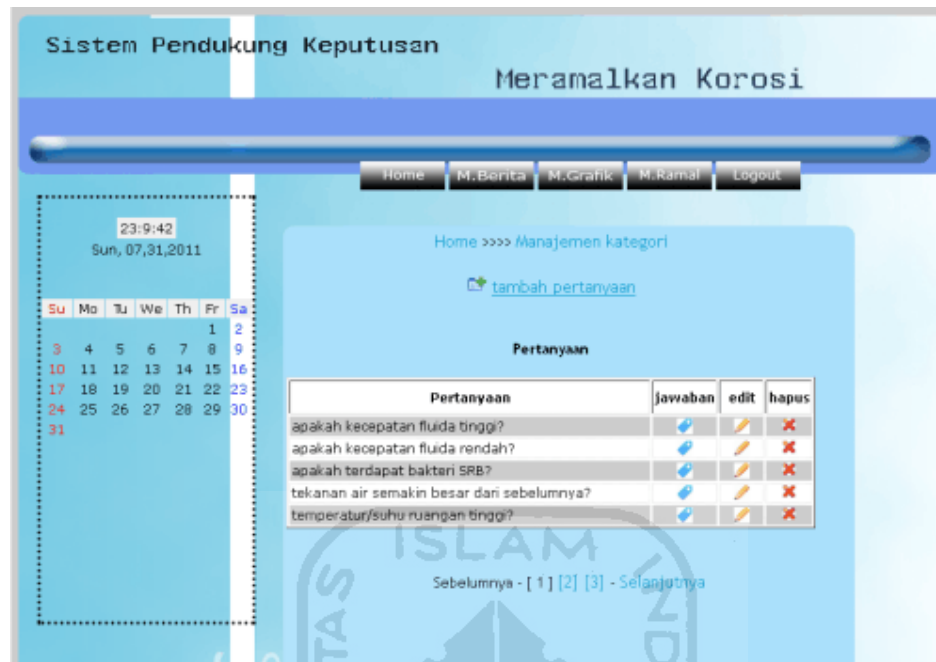 Sistem Pendukung Keputusan
Meramalkan Korosi
Home M.Berita M.Grafik M.Ramal Logout
23:9:42
Sun, 07,31,2011
Su Mo Tu We Th Fr Sa
1 2
3 4 5 6 7 8 9
10 11 12 13 14 15 16
17 18 19 20 21 22 23
24 25 26 27 28 29 30
31
Home >>>> Manajemen kategori
tambah pertanyaan
Pertanyaan
Pertanyaan jawaban edit hapus
apakah kecepatan fluida tinggi?
apakah kecepatan fluida rendah?
apakah terdapat bakteri SRB?
tekanan air semakin besar dari sebelumnya?
temperatur/suhu ruangan tinggi?
Sebelumnya - [ 1 ] [2] [3] - Selanjutnya
ISLAM
TAS
IND